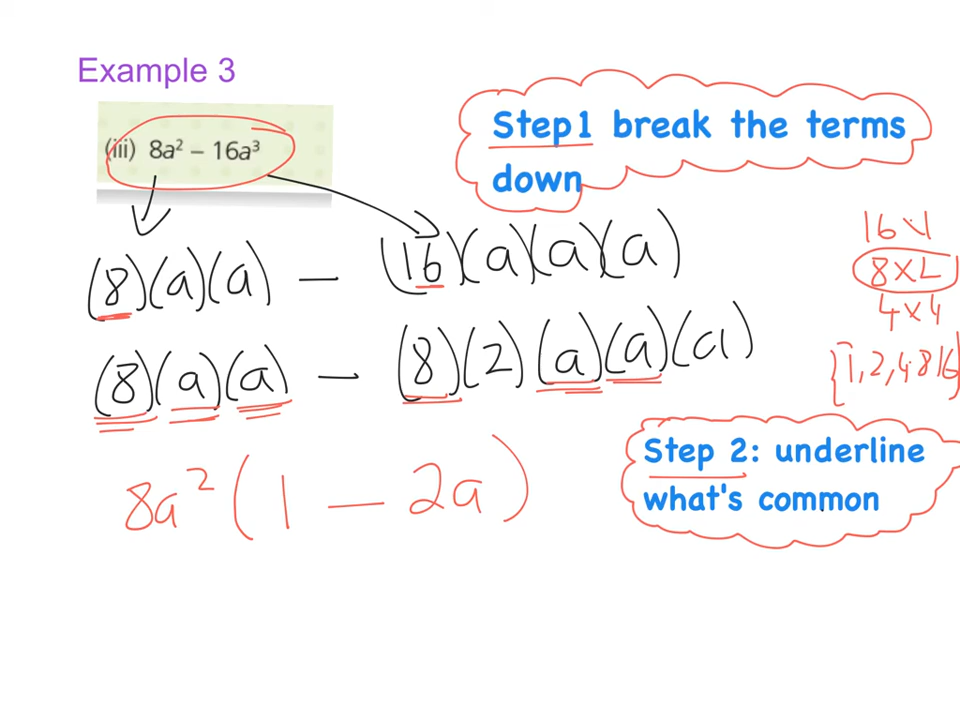 Example 3
(iii) 8a² – 16a³
Step1 break the terms
down
(8)(a)(a) – (16)(a)(a)(a)
16 x 1
8 x 2
4 x 4
{1,2,4,8,16
(8)(a)(a) – (8)(2)(a)(a)(a)
Step 2: underline
what's common
8a² (1 – 2a)